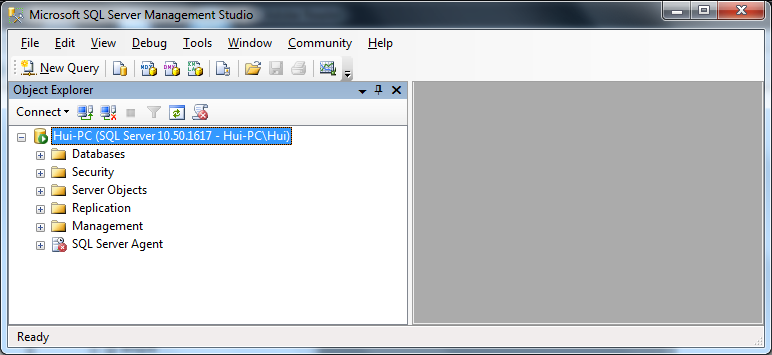 Microsoft SQL Server Management Studio
File Edit View Debug Tools Window Community Help
New Query
Object Explorer
Connect
Hui-PC (SQL Server 10.50.1617 - Hui-PC\Hui)
Databases
Security
Server Objects
Replication
Management
SQL Server Agent
Ready